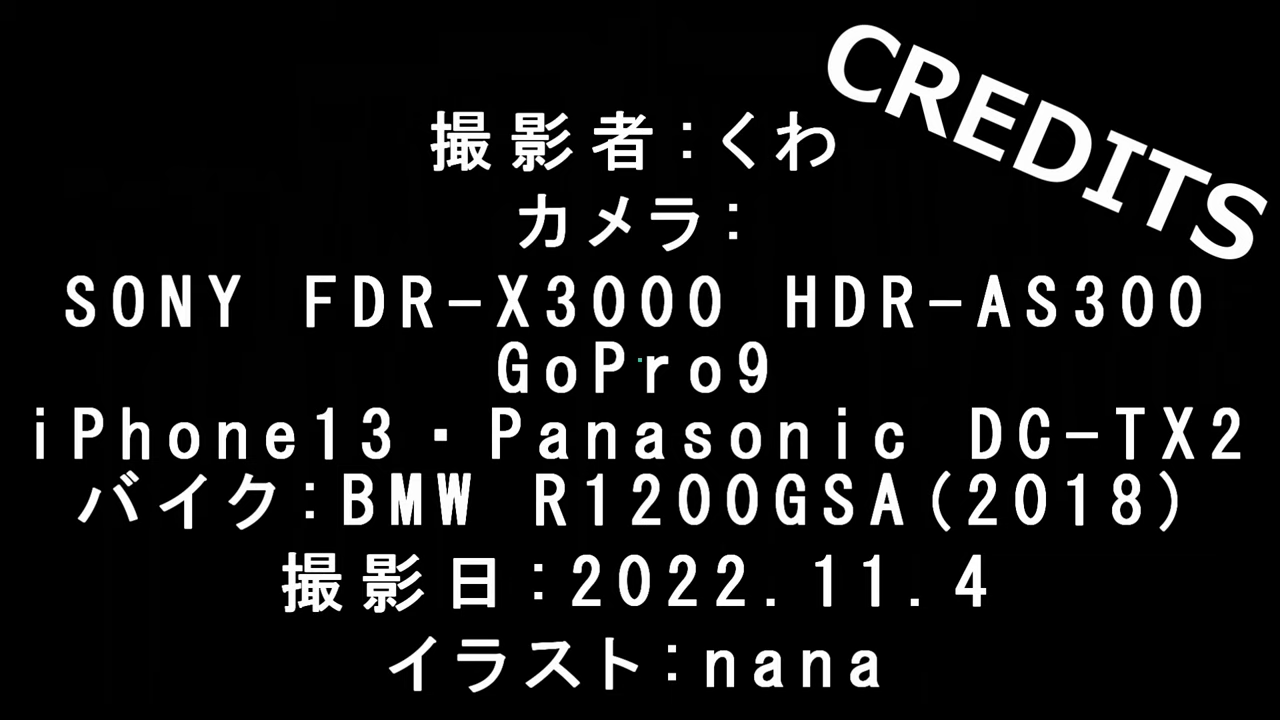 CREDITS
撮影者:くわ
カメラ:
SONY FDR-X3000 HDR-AS300
GoPro9
iPhone13・Panasonic DC-TX2
バイク:BMW R1200GSA(2018)
撮影日:2022.11.4
イラスト:nana